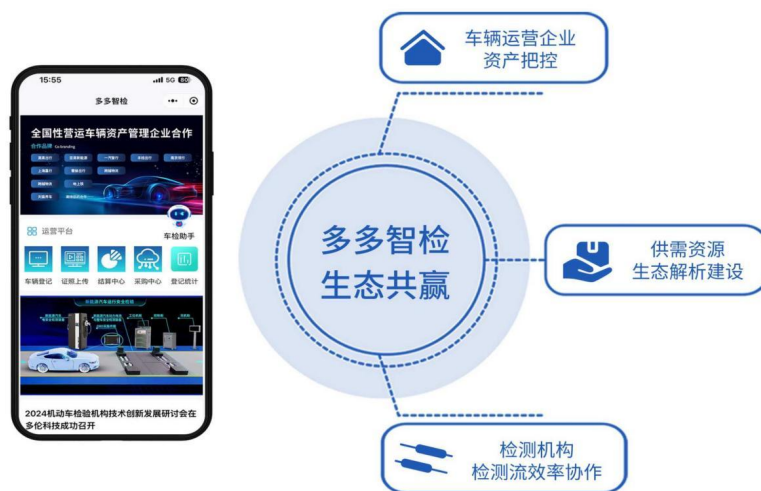 15:55
5G 80
多多智检
全国性营运车辆资产管理企业合作
合作品牌 Co-branding
车检助手
运营平台
车辆登记 证照上传 结算中心 采购中心 登记统计
2024机动车检验机构技术创新发展研讨会在
多伦科技成功召开
多多智检
生态共赢
车辆运营企业
资产把控
供需资源
生态解析建设
检测机构
检测流效率协作